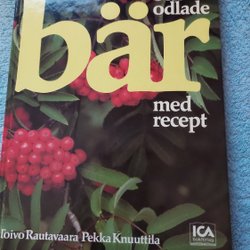 odlade
bär
med
recept
Toivo Rautavaara Pekka Knuuttila
ICA